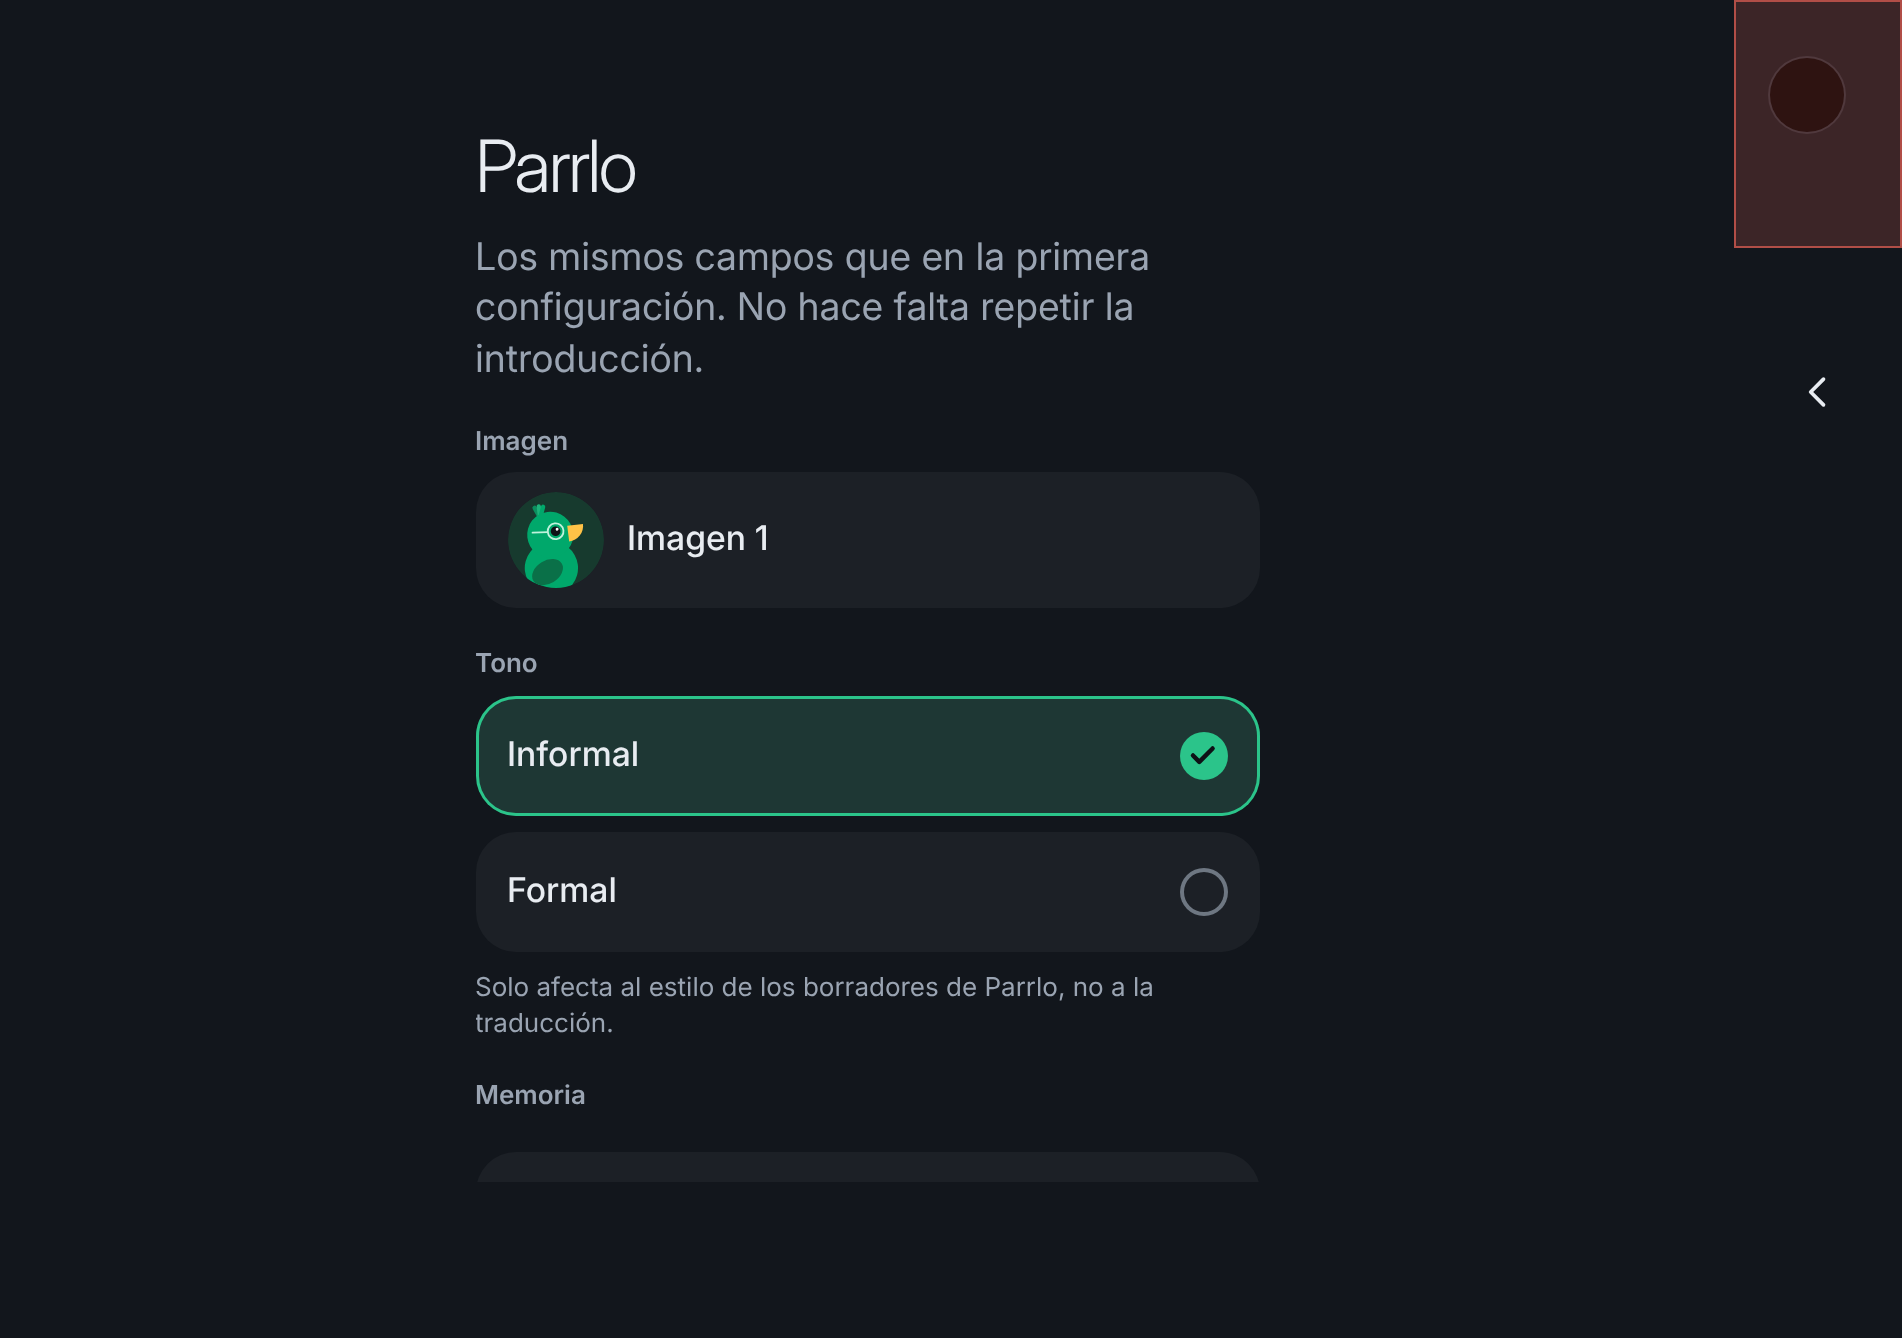 Parrlo
Los mismos campos que en la primera
configuración. No hace falta repetir la
introducción.
Imagen
Imagen 1
Tono
Informal
Formal
Solo afecta al estilo de los borradores de Parrlo, no a la
traducción.
Memoria